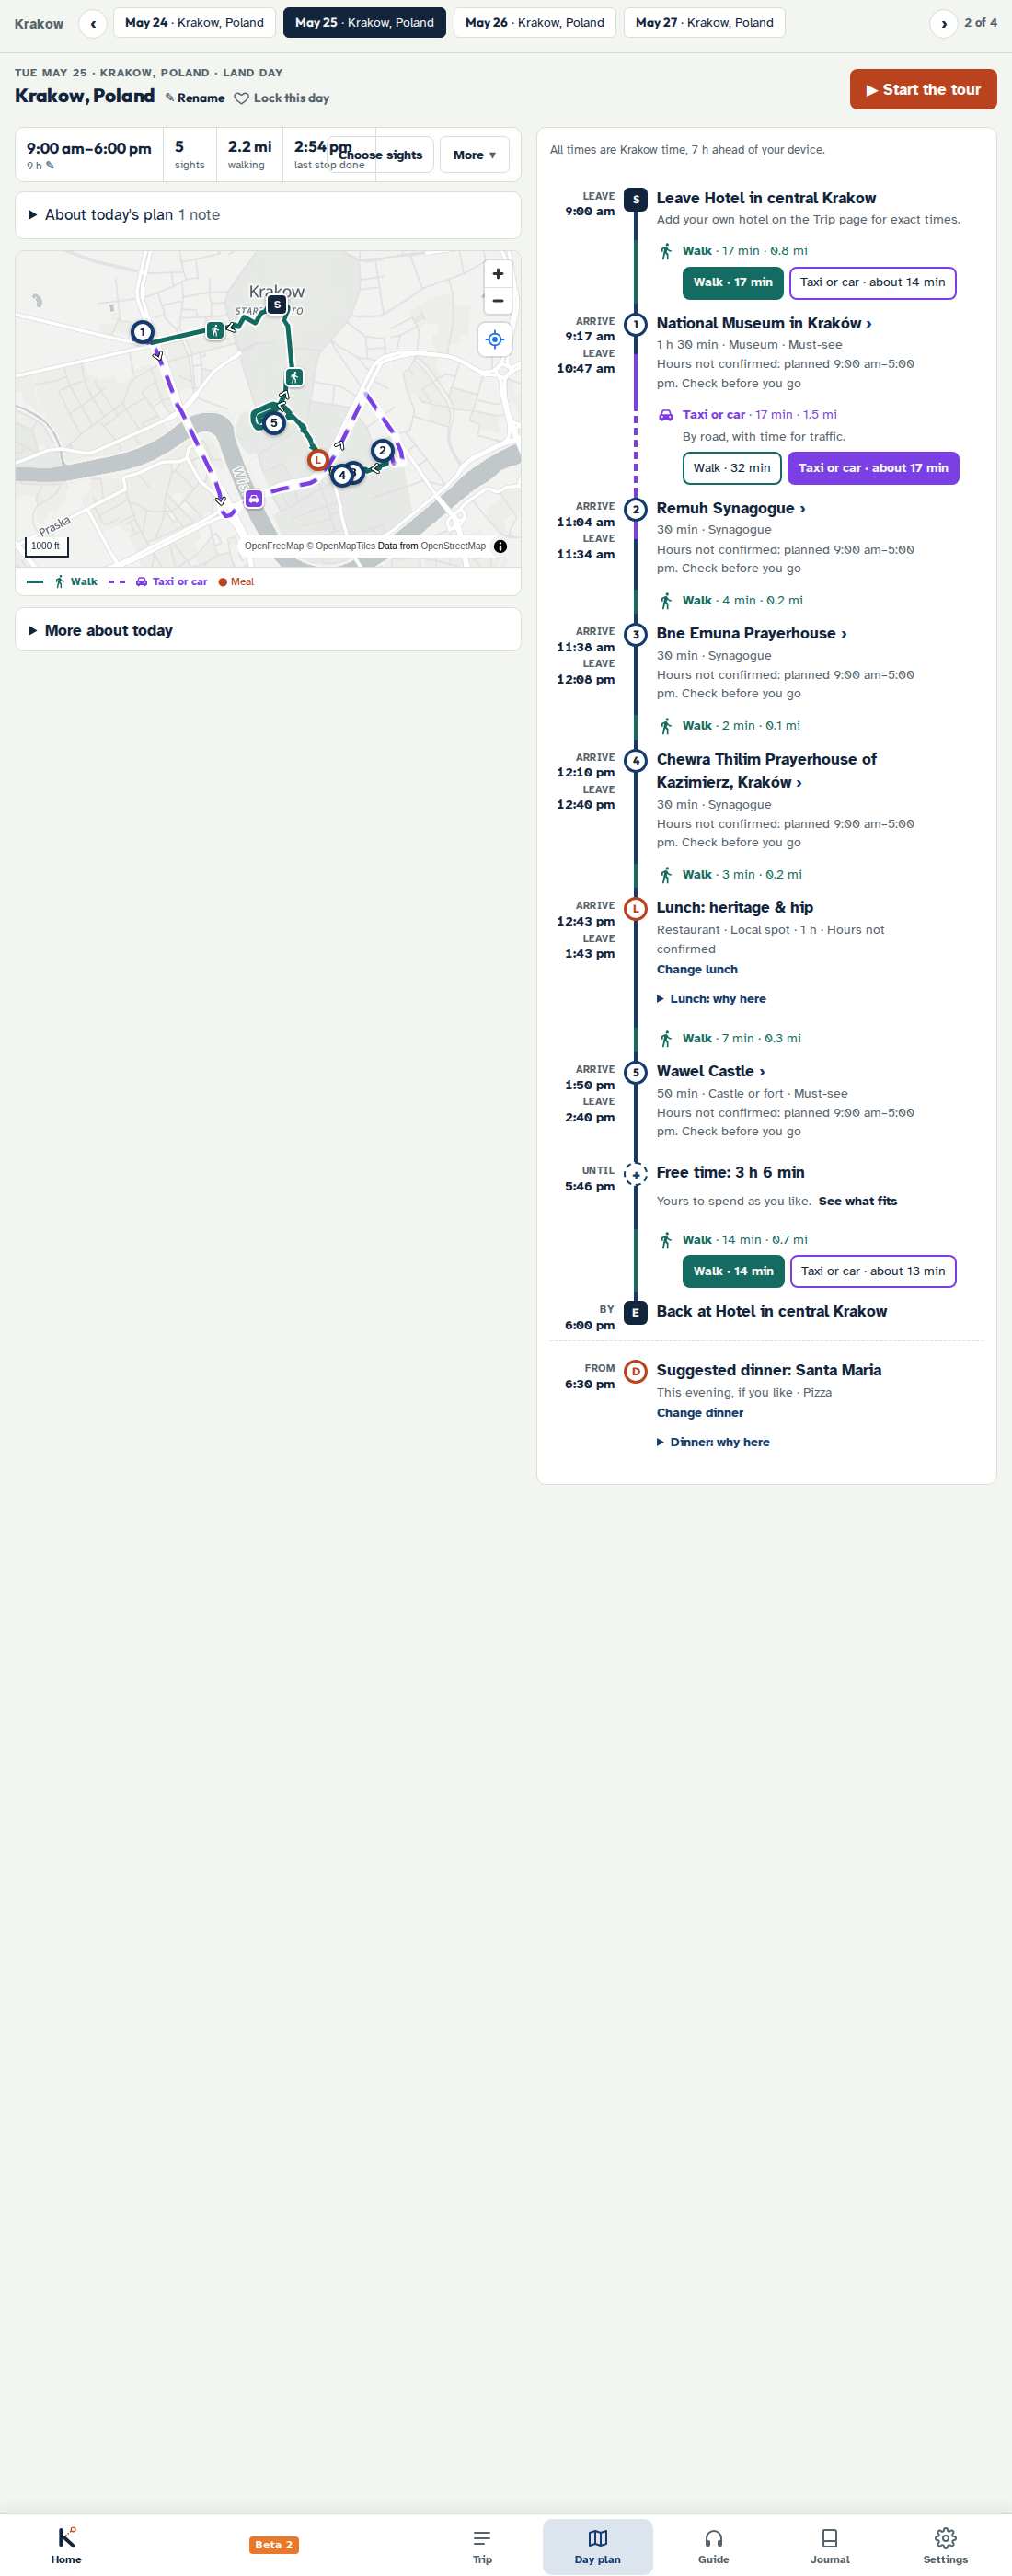 Krakow
‹
May 24 · Krakow, Poland
May 25 · Krakow, Poland
May 26 · Krakow, Poland
May 27 · Krakow, Poland
›
2 of 4
TUE MAY 25 · KRAKOW, POLAND · LAND DAY
Krakow, Poland
✎ Rename
Lock this day
▶ Start the tour
9:00 am–6:00 pm
9 h ✎
5
sights
2.2 mi
walking
2:54 pm
last stop done
Choose sights
More ▼
▶ About today's plan 1 note
Krakow
1
S
5
L
4
2
Praska
+
−
1000 ft
OpenFreeMap © OpenMapTiles Data from OpenStreetMap
Walk
Taxi or car
Meal
▶ More about today
All times are Krakow time, 7 h ahead of your device.
LEAVE
9:00 am
S
Leave Hotel in central Krakow
Add your own hotel on the Trip page for exact times.
Walk · 17 min · 0.8 mi
Walk · 17 min
Taxi or car · about 14 min
ARRIVE
9:17 am
LEAVE
10:47 am
1
National Museum in Kraków ›
1 h 30 min · Museum · Must-see
Hours not confirmed: planned 9:00 am–5:00
pm. Check before you go
Taxi or car · 17 min · 1.5 mi
By road, with time for traffic.
Walk · 32 min
Taxi or car · about 17 min
ARRIVE
11:04 am
LEAVE
11:34 am
2
Remuh Synagogue ›
30 min · Synagogue
Hours not confirmed: planned 9:00 am–5:00
pm. Check before you go
Walk · 4 min · 0.2 mi
ARRIVE
11:38 am
LEAVE
12:08 pm
3
Bne Emuna Prayerhouse ›
30 min · Synagogue
Hours not confirmed: planned 9:00 am–5:00
pm. Check before you go
Walk · 2 min · 0.1 mi
ARRIVE
12:10 pm
LEAVE
12:40 pm
4
Chewra Thilim Prayerhouse of
Kazimierz, Kraków ›
30 min · Synagogue
Hours not confirmed: planned 9:00 am–5:00
pm. Check before you go
Walk · 3 min · 0.2 mi
ARRIVE
12:43 pm
LEAVE
1:43 pm
L
Lunch: heritage & hip
Restaurant · Local spot · 1 h · Hours not
confirmed
Change lunch
▶ Lunch: why here
Walk · 7 min · 0.3 mi
ARRIVE
1:50 pm
LEAVE
2:40 pm
5
Wawel Castle ›
50 min · Castle or fort · Must-see
Hours not confirmed: planned 9:00 am–5:00
pm. Check before you go
UNTIL
5:46 pm
+
Free time: 3 h 6 min
Yours to spend as you like. See what fits
Walk · 14 min · 0.7 mi
Walk · 14 min
Taxi or car · about 13 min
BY
6:00 pm
E
Back at Hotel in central Krakow
FROM
6:30 pm
D
Suggested dinner: Santa Maria
This evening, if you like · Pizza
Change dinner
▶ Dinner: why here
Home
Beta 2
Trip
Day plan
Guide
Journal
Settings